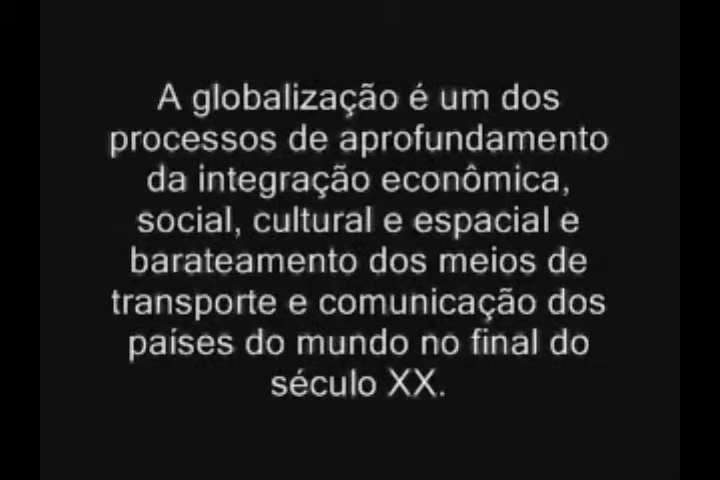 A globalização é um dos
processos de aprofundamento
da integração econômica,
social, cultural e espacial e
barateamento dos meios de
transporte e comunicação dos
países do mundo no final do
século XX.